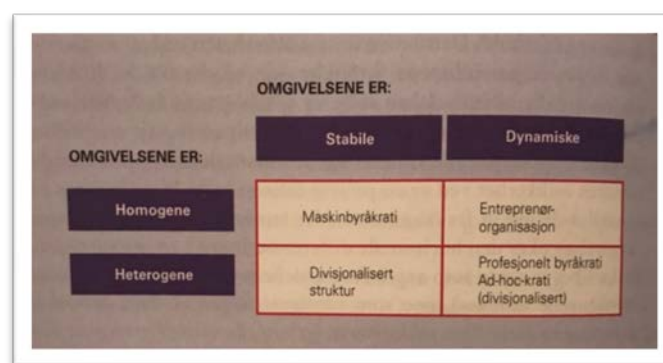 OMGIVELSENE ER:
Stabile
Dynamiske
OMGIVELSENE ER:
Homogene
Maskinbyråkrati
Entreprenør-
organisasjon
Heterogene
Divisjonalisert
struktur
Profesjonelt byråkrati
Ad-hoc-krati
(divisjonalisert)